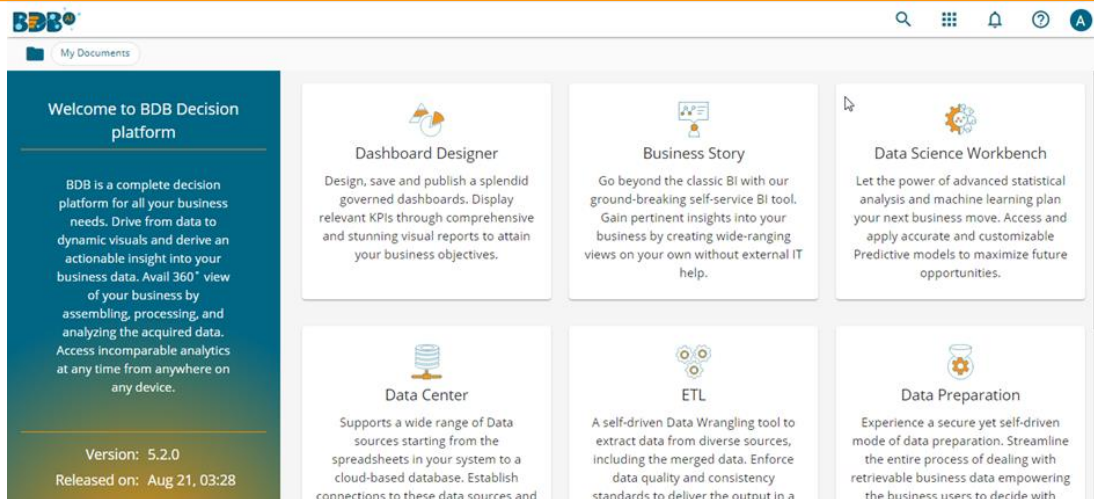 BDB AI
My Documents
A
Welcome to BDB Decision
platform
BDB is a complete decision
platform for all your business
needs. Drive from data to
dynamic visuals and derive an
actionable insight into your
business data. Avail 360˚ view
of your business by
assembling, processing, and
analyzing the acquired data.
Access incomparable analytics
at any time from anywhere on
any device.
Version: 5.2.0
Released on: Aug 21, 03:28
Dashboard Designer
Design, save and publish a splendid
governed dashboards. Display
relevant KPIs through comprehensive
and stunning visual reports to attain
your business objectives.
Business Story
Go beyond the classic BI with our
ground-breaking self-service BI tool.
Gain pertinent insights into your
business by creating wide-ranging
views on your own without external IT
help.
Data Science Workbench
Let the power of advanced statistical
analysis and machine learning plan
your next business move. Access and
apply accurate and customizable
Predictive models to maximize future
opportunities.
Data Center
Supports a wide range of Data
sources starting from the
spreadsheets in your system to a
cloud-based database. Establish
connections to these data sources and
ETL
A self-driven Data Wrangling tool to
extract data from diverse sources,
including the merged data. Enforce
data quality and consistency
standards to deliver the output in a
Data Preparation
Experience a secure yet self-driven
mode of data preparation. Streamline
the entire process of dealing with
retrievable business data empowering
the business users to decide with